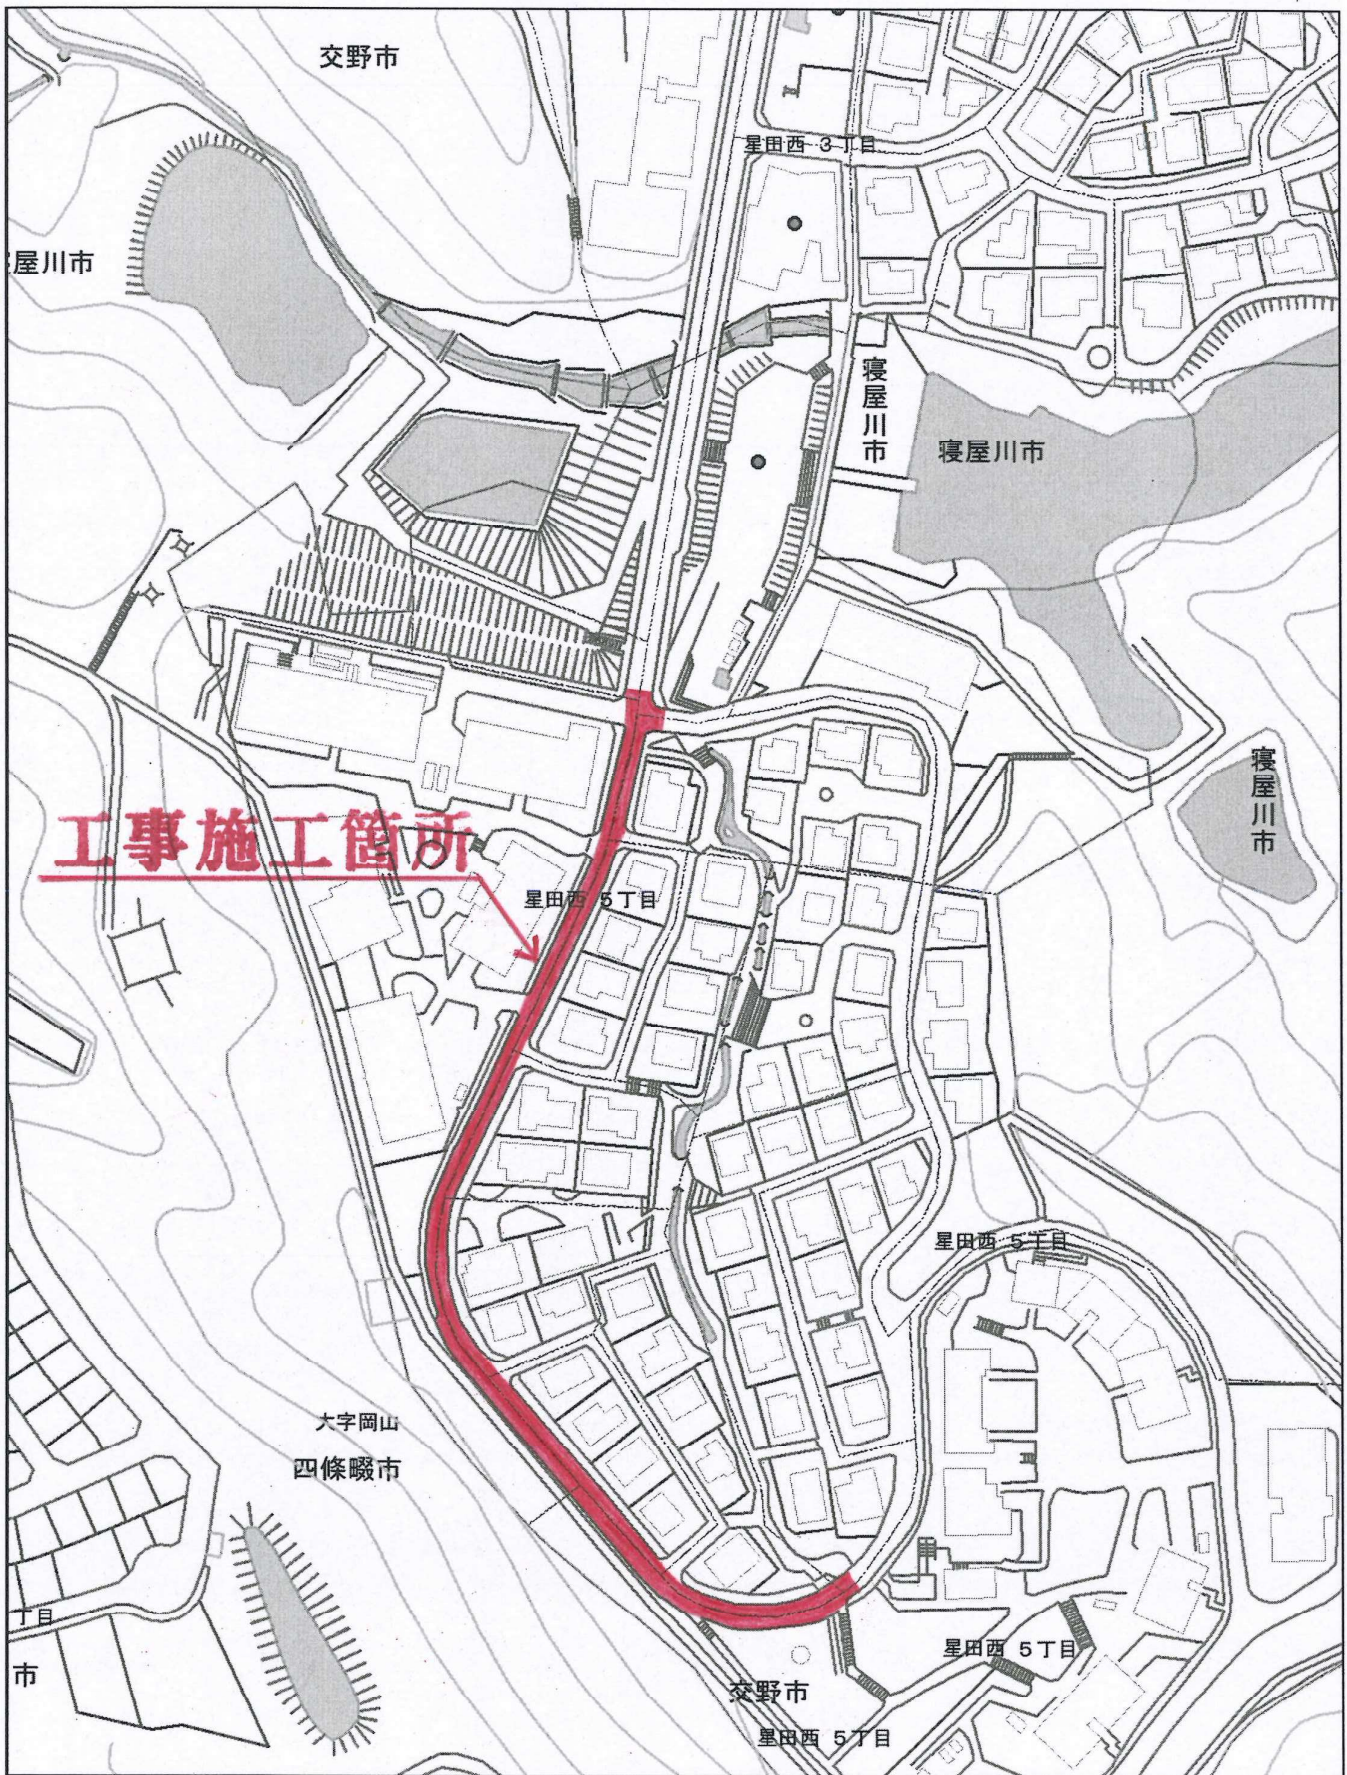 交野市
星田西 3丁目
屋川市
寝屋川市
寝屋川市
寝屋川市
工事施工箇所
星田西 5丁目
星田西 5丁目
大字岡山
四條畷市
丁目
市
星田西 5丁目
交野市
星田西 5丁目